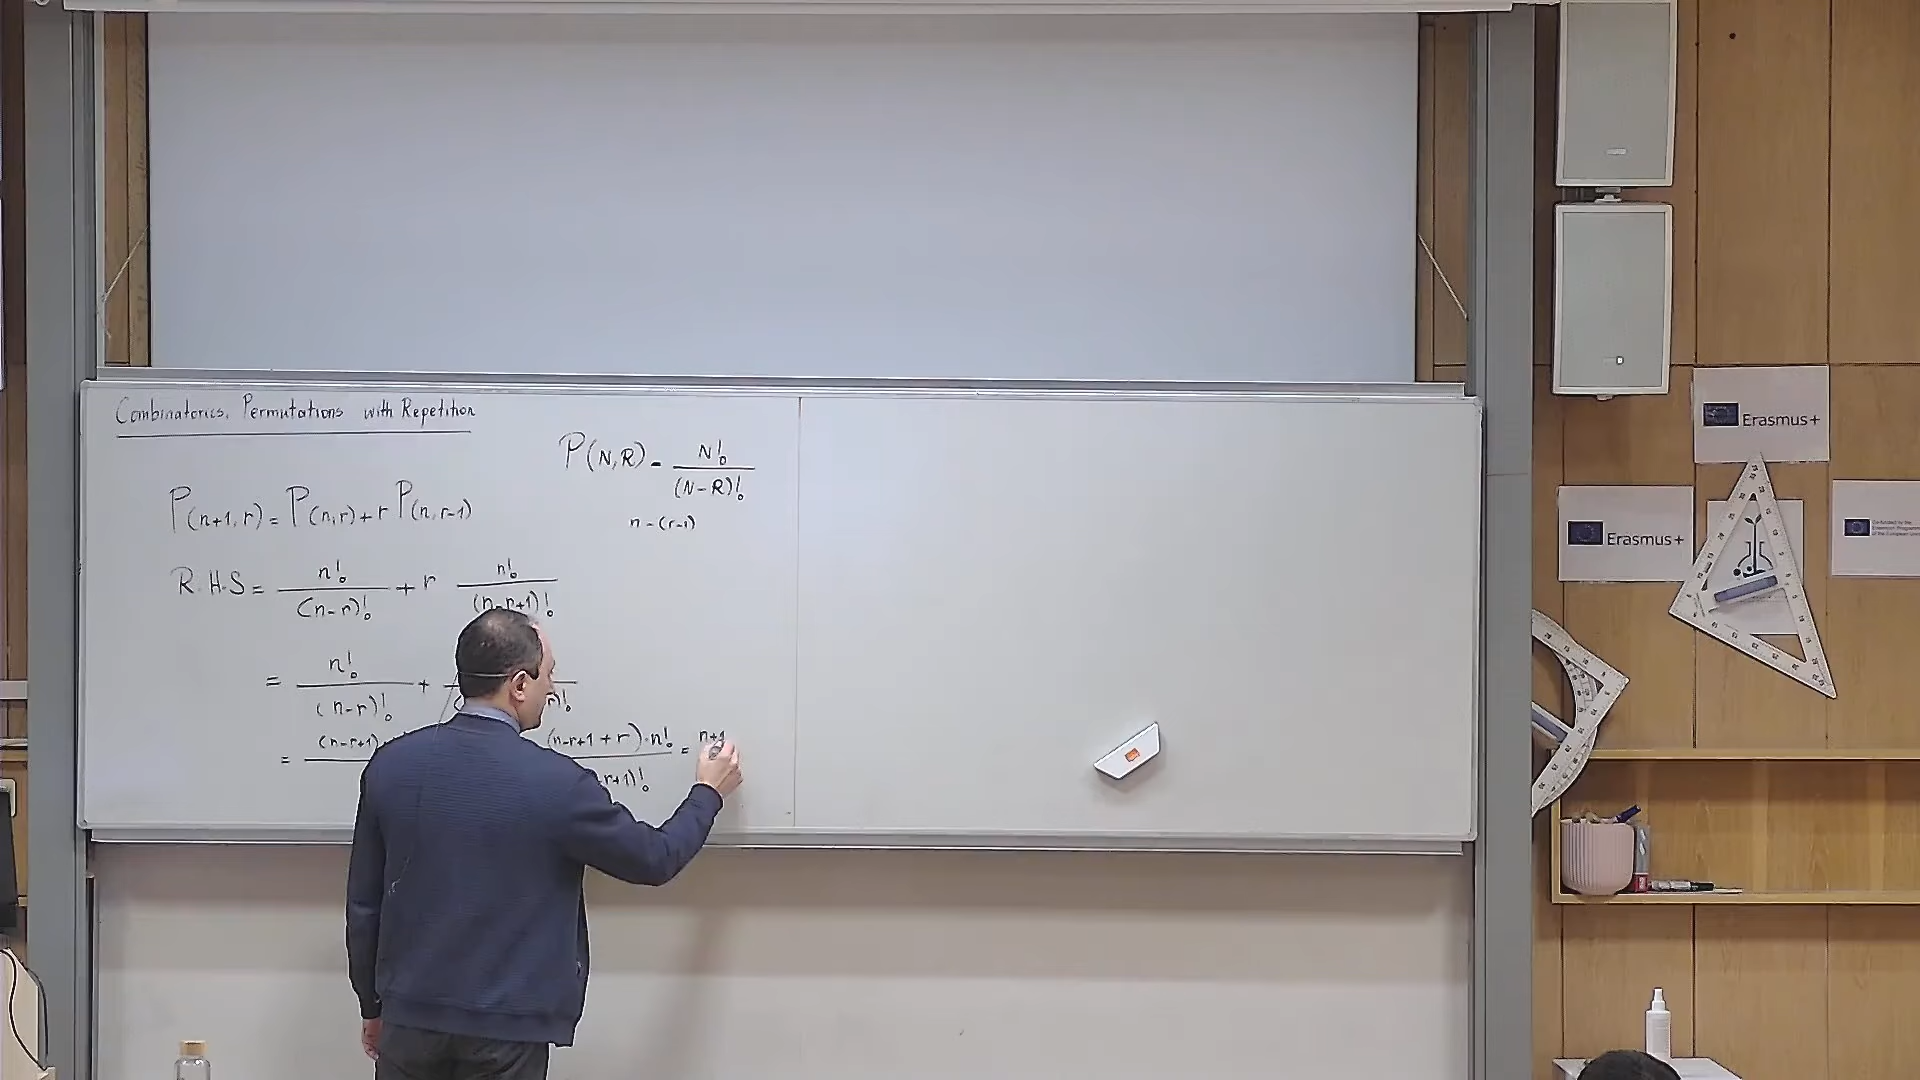 Combinatorics. Permutations with Repetition
P(N,R) = N! / (N-R)!
n-(r-1)
P(n+1,r) = P(n,r) + r P(n,r-1)
R.H.S = n! / (n-r)! + r n! / (n-r+1)!
= n! / (n-r)! +
= (n-r+1)
(n-r+1+r)·n! / r+1)! = n+1
Erasmus+
Erasmus+